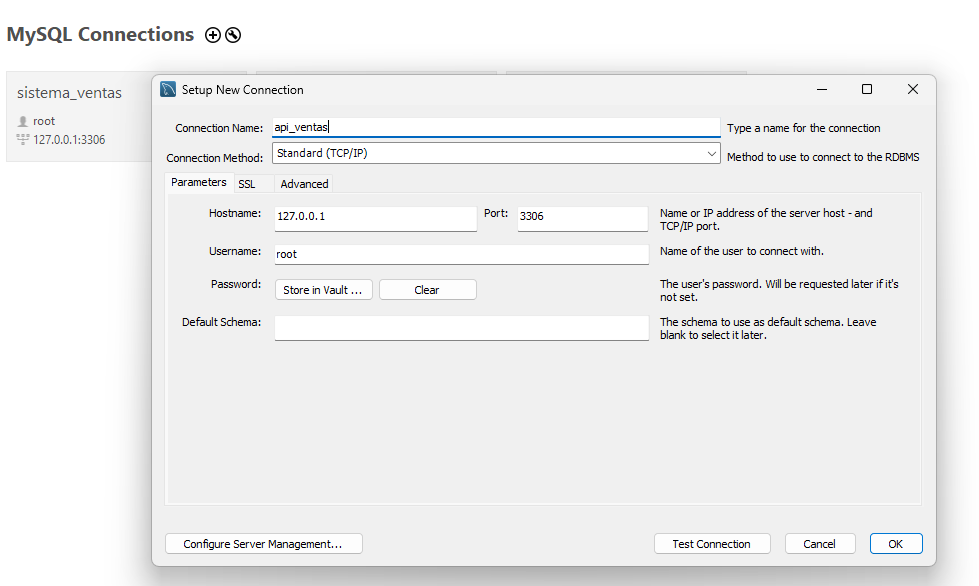 MySQL Connections
sistema_ventas
root
127.0.0.1:3306
Setup New Connection
Connection Name: api_ventas Type a name for the connection
Connection Method: Standard (TCP/IP) Method to use to connect to the RDBMS
Parameters SSL Advanced
Hostname: 127.0.0.1 Port: 3306 Name or IP address of the server host - and
TCP/IP port.
Username: root Name of the user to connect with.
Password: Store in Vault ... Clear The user's password. Will be requested later if it's
not set.
Default Schema: The schema to use as default schema. Leave
blank to select it later.
Configure Server Management... Test Connection Cancel OK